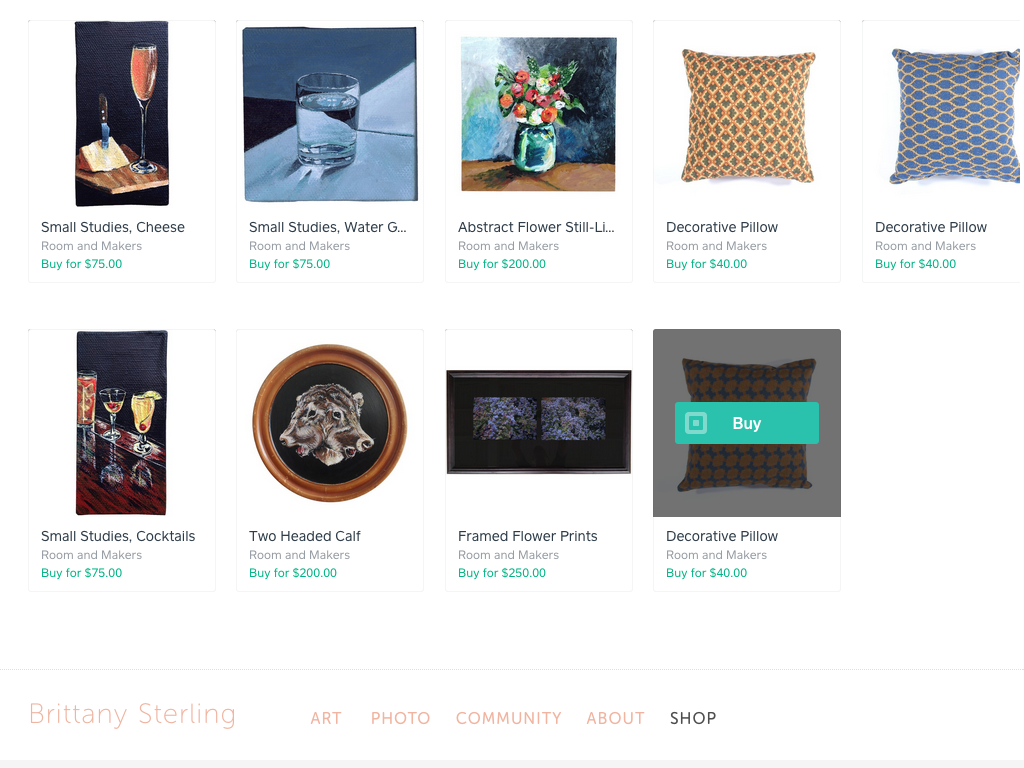 Small Studies, Cheese
Room and Makers
Buy for $75.00
Small Studies, Water G...
Room and Makers
Buy for $75.00
Abstract Flower Still-Li...
Room and Makers
Buy for $200.00
Decorative Pillow
Room and Makers
Buy for $40.00
Decorative Pillow
Room and Makers
Buy for $40.00
Small Studies, Cocktails
Room and Makers
Buy for $75.00
Two Headed Calf
Room and Makers
Buy for $200.00
Framed Flower Prints
Room and Makers
Buy for $250.00
Buy
Decorative Pillow
Room and Makers
Buy for $40.00
Brittany Sterling
ART PHOTO COMMUNITY ABOUT SHOP